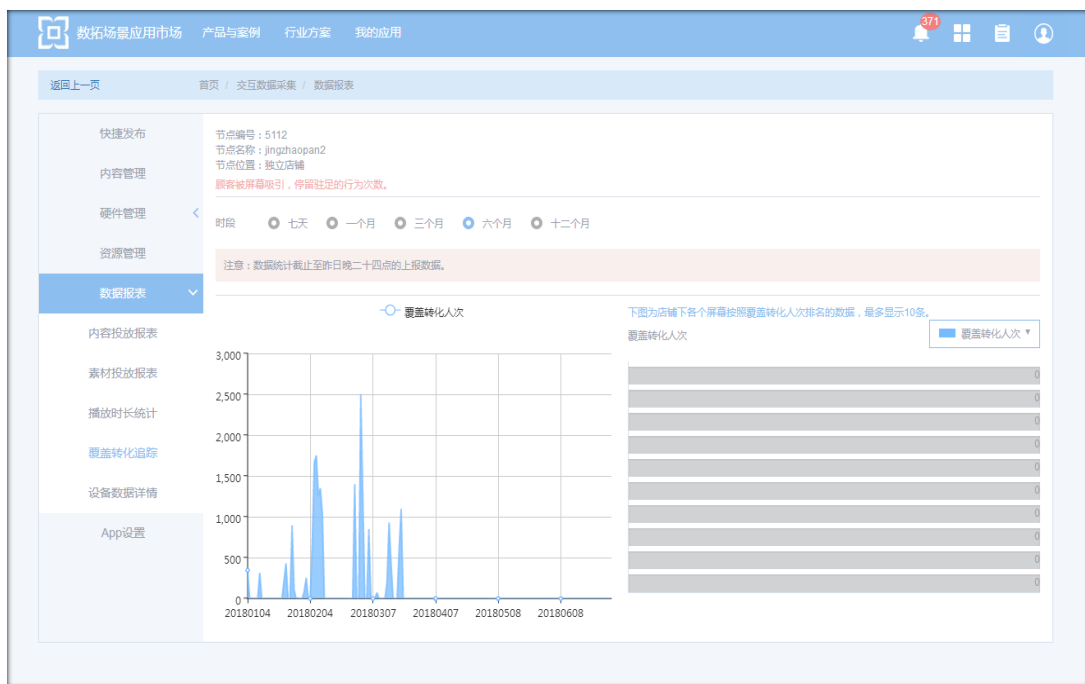 数拓场景应用市场 产品与案例 行业方案 我的应用 371
返回上一页 首页 / 交互数据采集 / 数据报表
快捷发布
内容管理
硬件管理
资源管理
数据报表
内容投放报表
素材投放报表
播放时长统计
覆盖转化追踪
设备数据详情
App设置
节点编号：5112
节点名称：jingzhaopan2
节点位置：独立店铺
顾客被屏幕吸引，停留驻足的行为次数。
时段 七天 一个月 三个月 六个月 十二个月
注意：数据统计截止至昨日晚二十四点的上报数据。
覆盖转化人次
3,000
2,500
2,000
1,500
1,000
500
0
20180104 20180204 20180307 20180407 20180508 20180608
下图为店铺下各个屏幕按照覆盖转化人次排名的数据，最多显示10条。
覆盖转化人次 覆盖转化人次 ▼
0
0
0
0
0
0
0
0
0
0